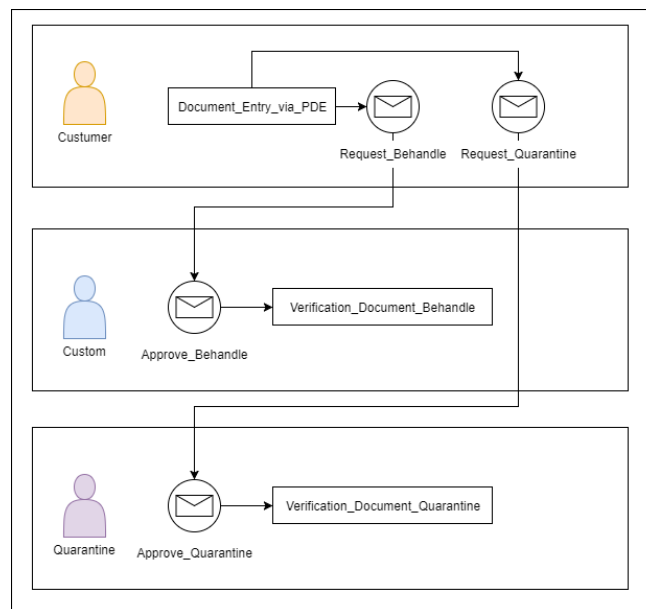 Document_Entry_via_PDE
Custumer
Request_Behandle
Request_Quarantine
Verification_Document_Behandle
Custom
Approve_Behandle
Verification_Document_Quarantine
Quarantine
Approve_Quarantine